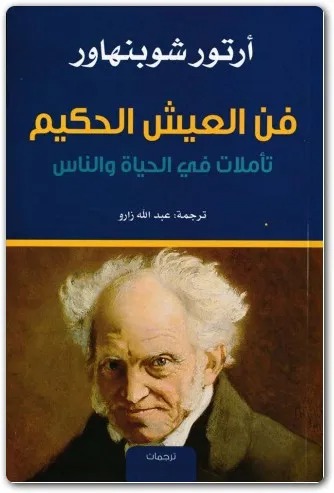 أرتور شوبنهاور
فن العيش الحكيم
تأملات في الحياة والناس
ترجمة: عبد الله زارو
ترجمات